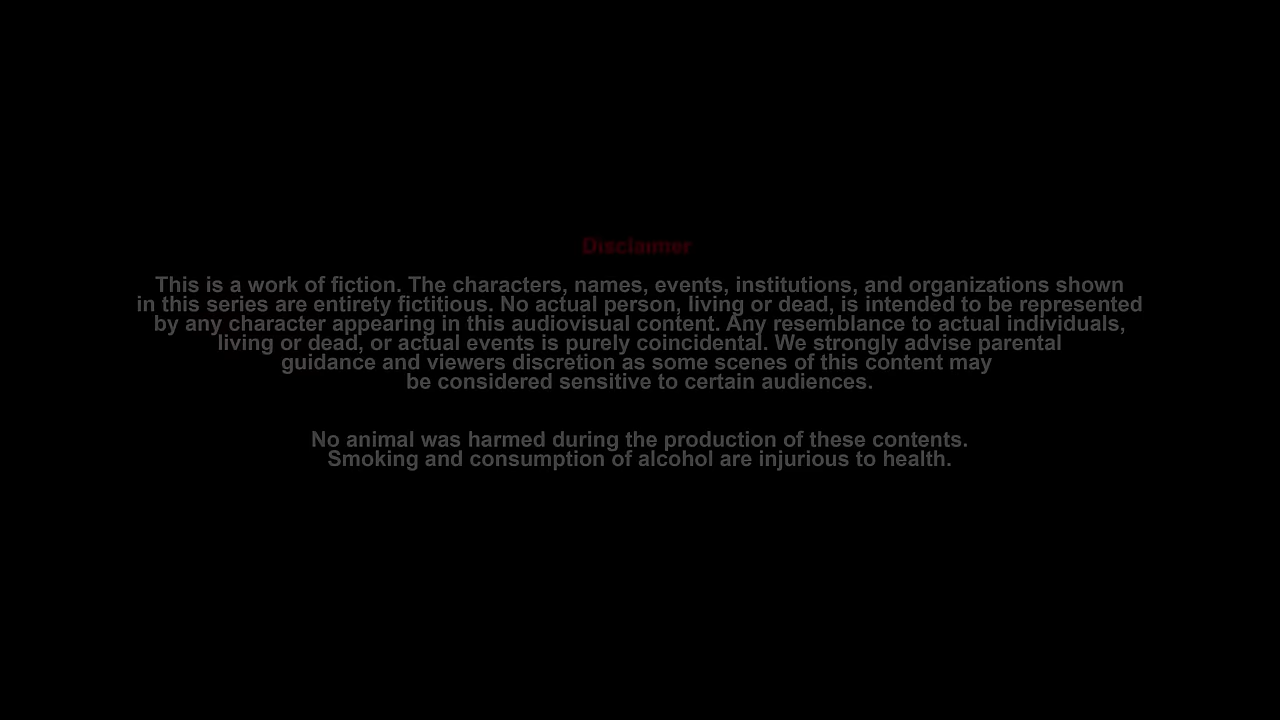 Disclaimer
This is a work of fiction. The characters, names, events, institutions, and organizations shown
in this series are entirety fictitious. No actual person, living or dead, is intended to be represented
by any character appearing in this audiovisual content. Any resemblance to actual individuals,
living or dead, or actual events is purely coincidental. We strongly advise parental
guidance and viewers discretion as some scenes of this content may
be considered sensitive to certain audiences.
No animal was harmed during the production of these contents.
Smoking and consumption of alcohol are injurious to health.